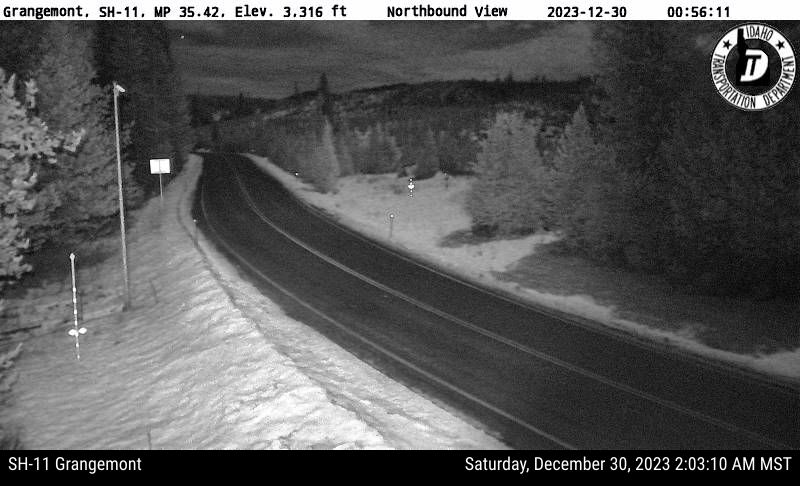 Grangemont, SH-11, MP 35.42, Elev. 3,316 ft Northbound View 2023-12-30 00:56:11
IDAHO
TRANSPORTATION DEPARTMENT
SH-11 Grangemont Saturday, December 30, 2023 2:03:10 AM MST